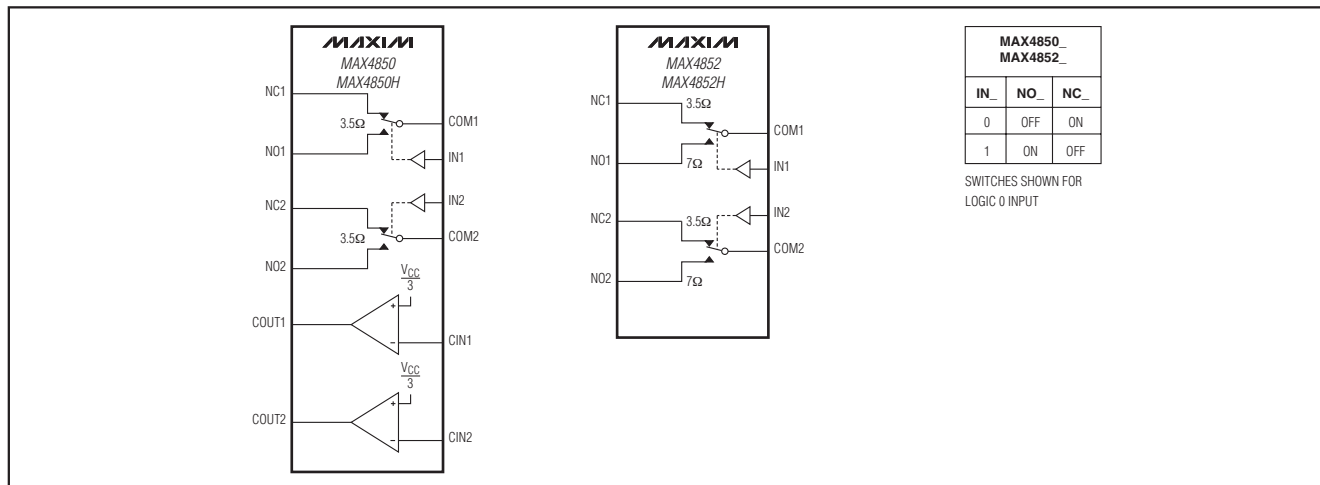 MAXIM
MAX4850
MAX4850H
NC1
3.5Ω
COM1
NO1
IN1
NC2
IN2
3.5Ω
COM2
NO2
VCC
3
+
COUT1
−
CIN1
VCC
3
+
COUT2
−
CIN2
MAXIM
MAX4852
MAX4852H
NC1
3.5Ω
COM1
NO1
7Ω
IN1
NC2
3.5Ω
IN2
COM2
NO2
7Ω
MAX4850_
MAX4852_
IN_ NO_ NC_
0 OFF ON
1 ON OFF
SWITCHES SHOWN FOR
LOGIC 0 INPUT